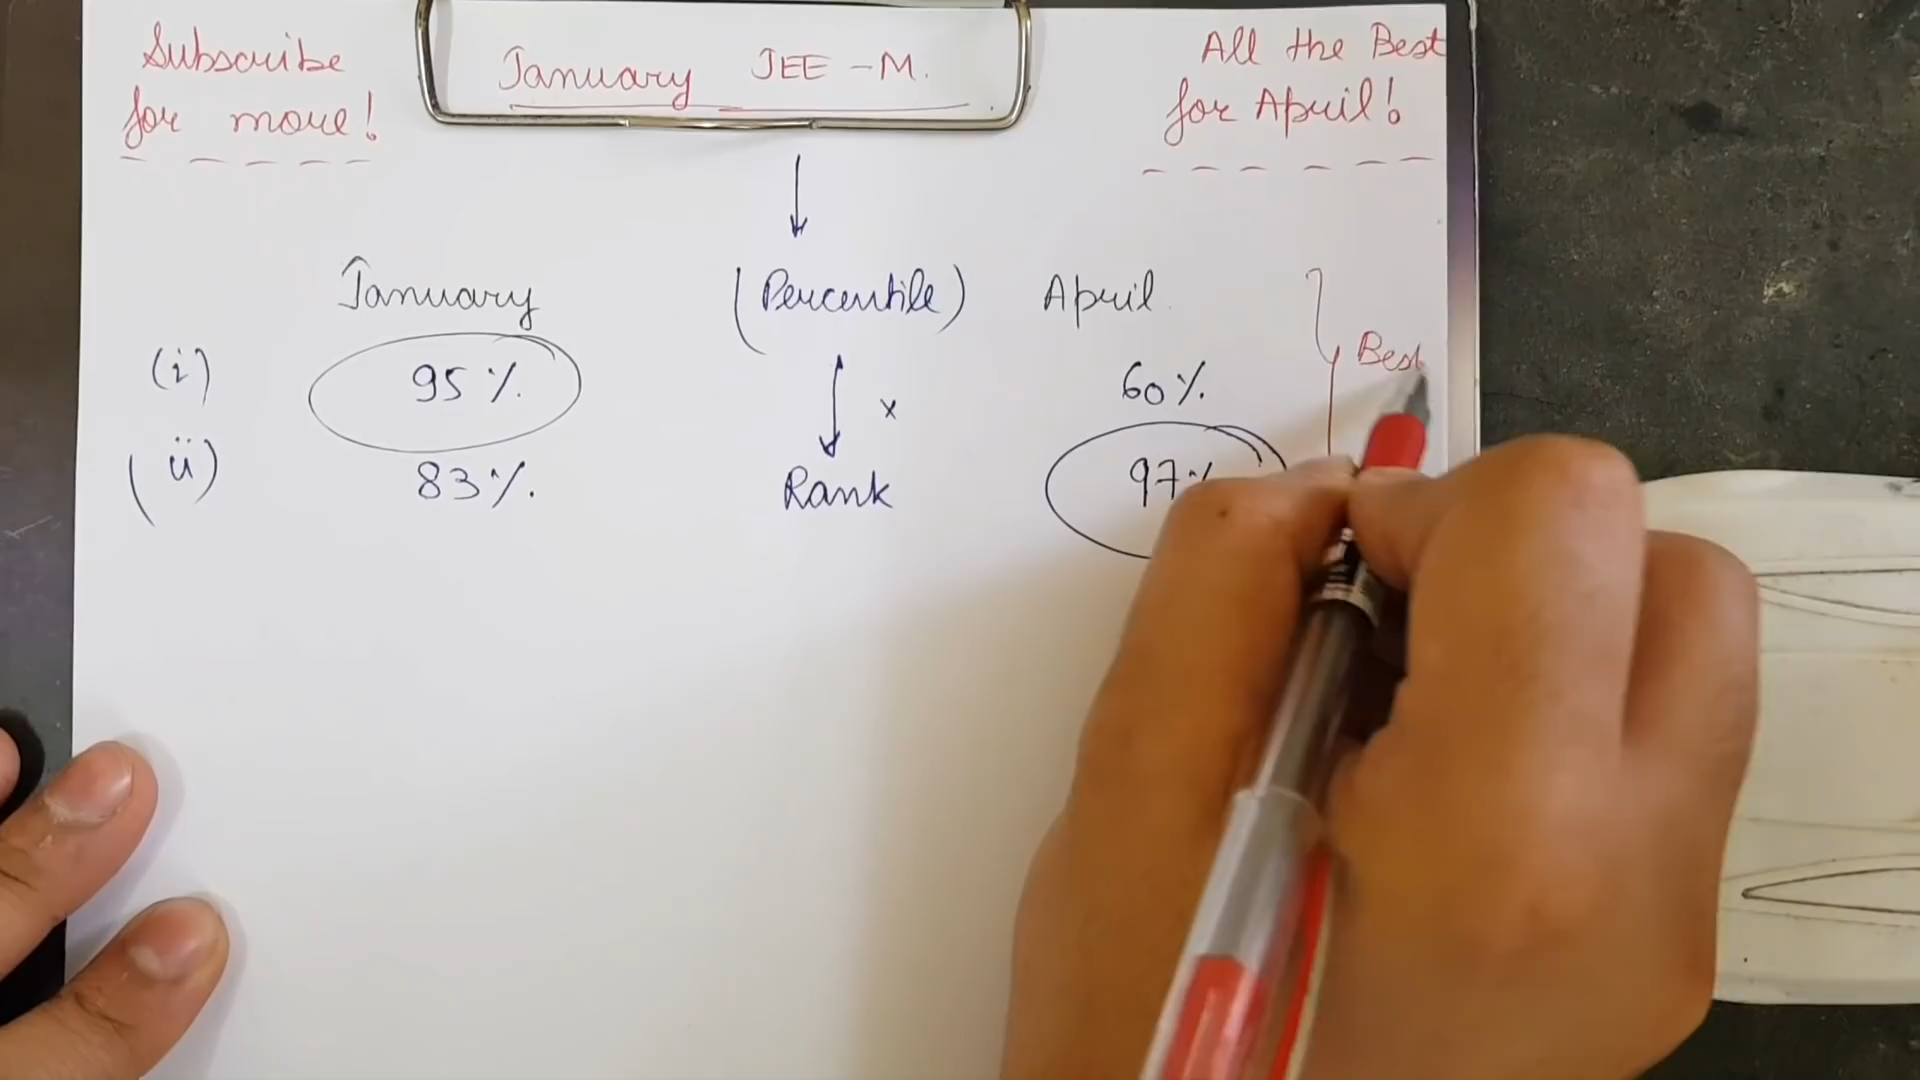 Subscribe
for more!
January JEE-M.
All the Best
for April!
January (Percentile) April.
(i) 95% 60%
Best
x
(ii) 83% Rank 97%